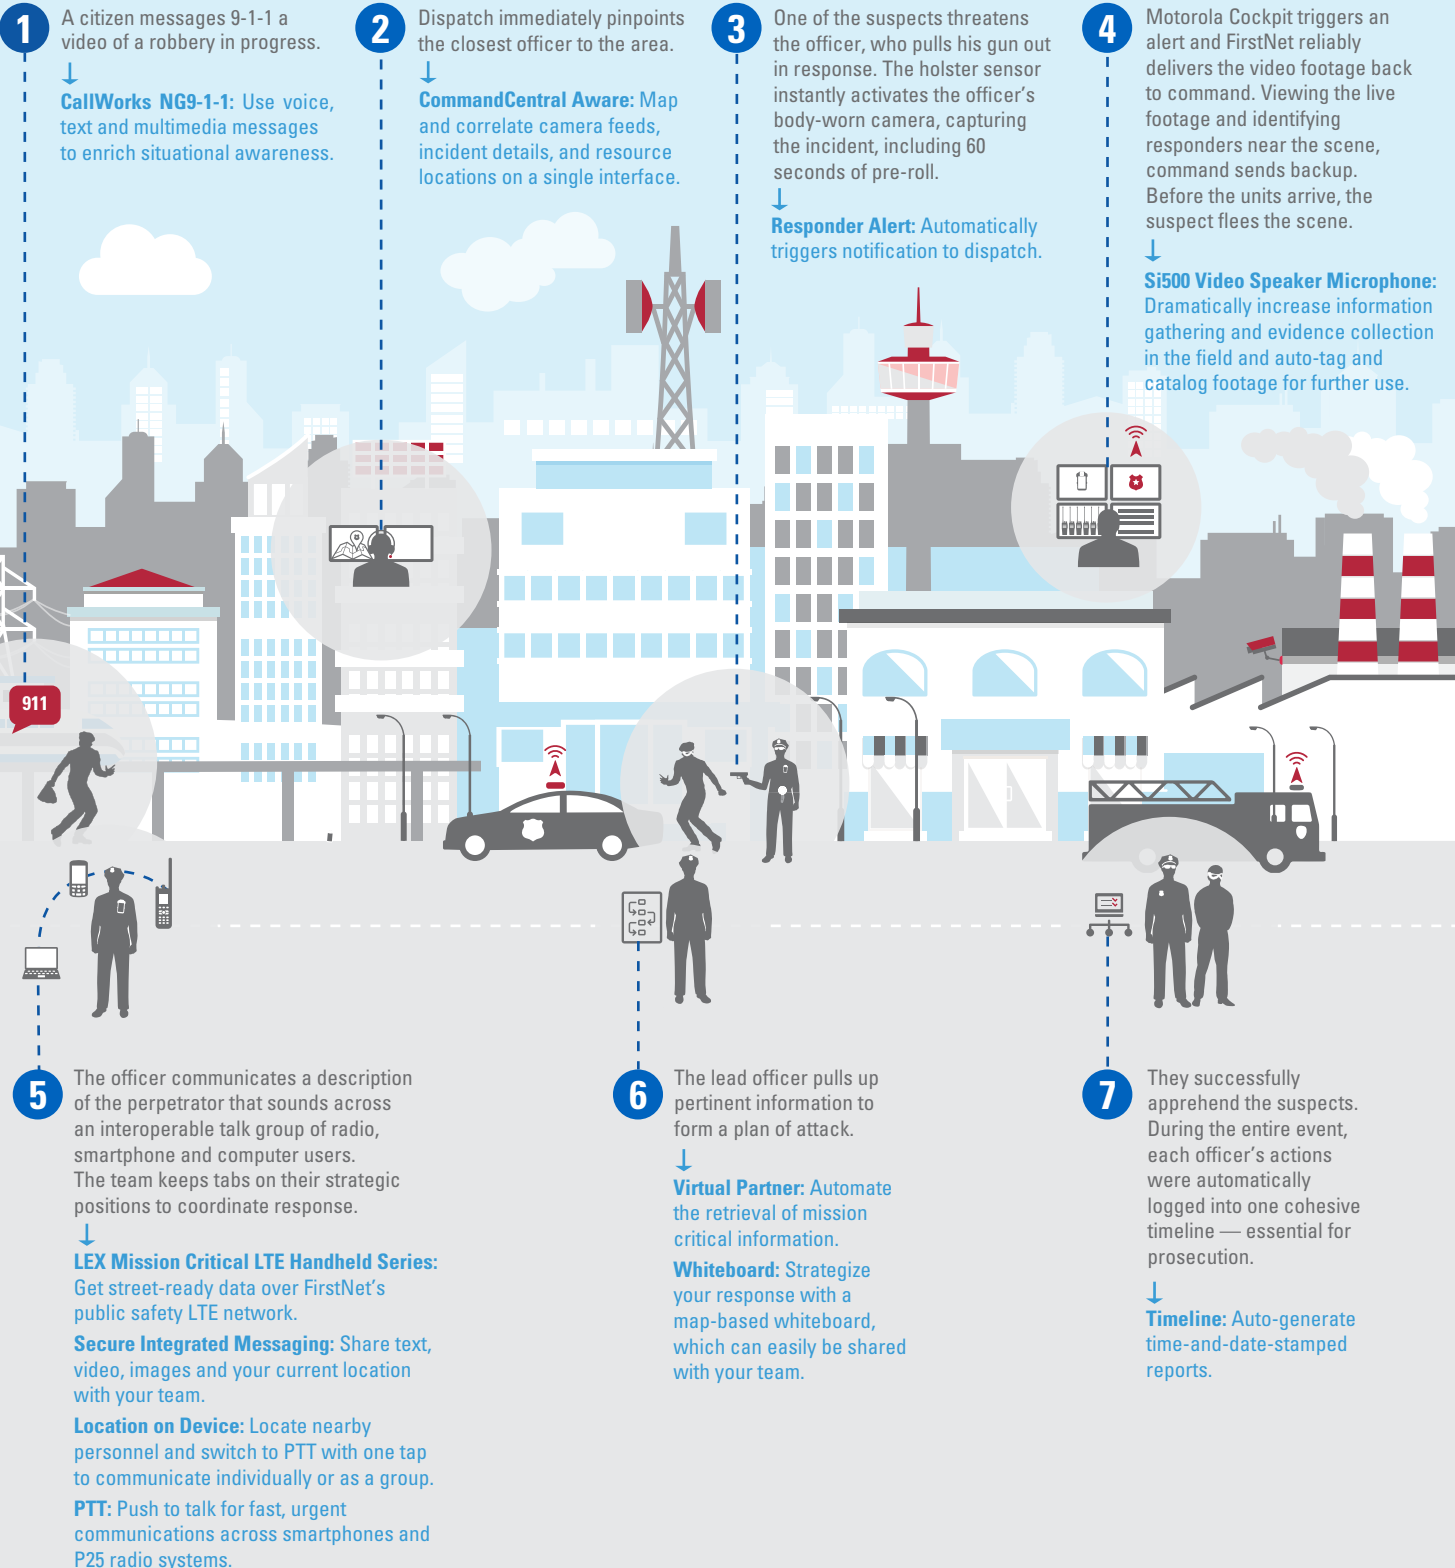 1
A citizen messages 9-1-1 a
video of a robbery in progress.
↓
CallWorks NG9-1-1: Use voice,
text and multimedia messages
to enrich situational awareness.
2
Dispatch immediately pinpoints
the closest officer to the area.
↓
CommandCentral Aware: Map
and correlate camera feeds,
incident details, and resource
locations on a single interface.
3
One of the suspects threatens
the officer, who pulls his gun out
in response. The holster sensor
instantly activates the officer’s
body-worn camera, capturing
the incident, including 60
seconds of pre-roll.
↓
Responder Alert: Automatically
triggers notification to dispatch.
4
Motorola Cockpit triggers an
alert and FirstNet reliably
delivers the video footage back
to command. Viewing the live
footage and identifying
responders near the scene,
command sends backup.
Before the units arrive, the
suspect flees the scene.
↓
Si500 Video Speaker Microphone:
Dramatically increase information
gathering and evidence collection
in the field and auto-tag and
catalog footage for further use.
911
5
The officer communicates a description
of the perpetrator that sounds across
an interoperable talk group of radio,
smartphone and computer users.
The team keeps tabs on their strategic
positions to coordinate response.
↓
LEX Mission Critical LTE Handheld Series:
Get street-ready data over FirstNet’s
public safety LTE network.
Secure Integrated Messaging: Share text,
video, images and your current location
with your team.
Location on Device: Locate nearby
personnel and switch to PTT with one tap
to communicate individually or as a group.
PTT: Push to talk for fast, urgent
communications across smartphones and
P25 radio systems.
6
The lead officer pulls up
pertinent information to
form a plan of attack.
↓
Virtual Partner: Automate
the retrieval of mission
critical information.
Whiteboard: Strategize
your response with a
map-based whiteboard,
which can easily be shared
with your team.
7
They successfully
apprehend the suspects.
During the entire event,
each officer’s actions
were automatically
logged into one cohesive
timeline — essential for
prosecution.
↓
Timeline: Auto-generate
time-and-date-stamped
reports.